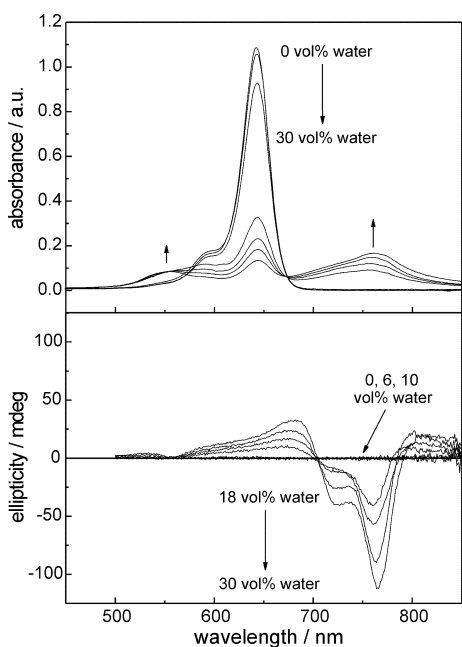 1.2
1.0
0.8
0.6
0.4
0.2
0.0
absorbance / a.u.
0 vol% water
30 vol% water
100
50
0
-50
-100
ellipticity / mdeg
0, 6, 10
vol% water
18 vol% water
30 vol% water
500 600 700 800
wavelength / nm